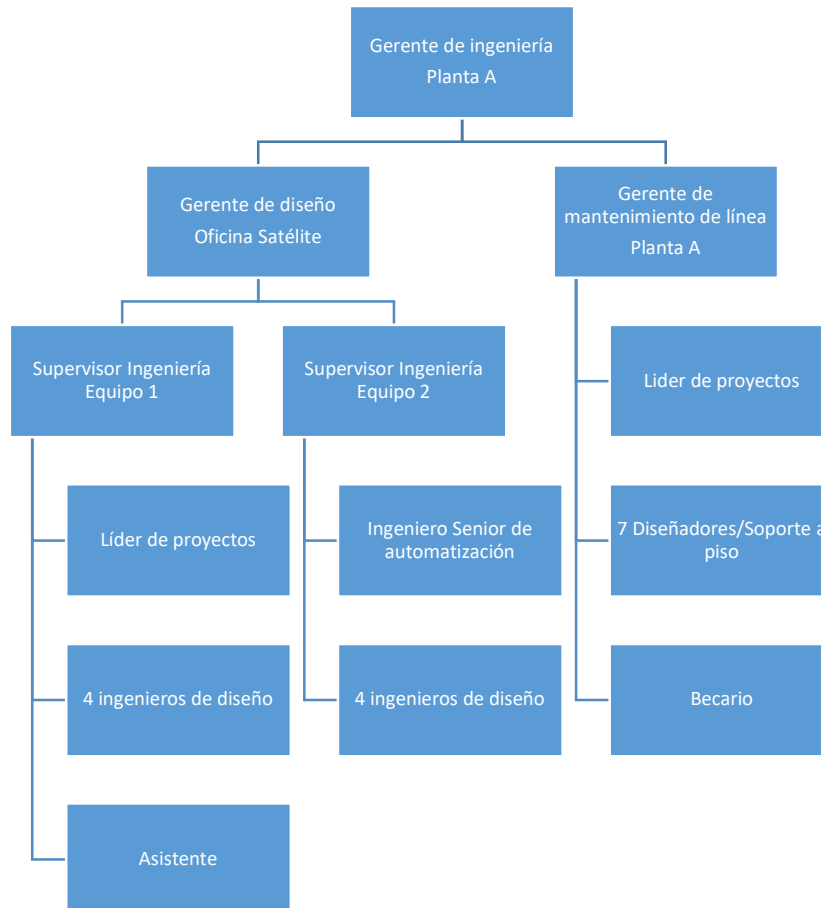 Gerente de ingeniería
Planta A
Gerente de diseño
Oficina Satélite
Gerente de
mantenimiento de línea
Planta A
Supervisor Ingeniería
Equipo 1
Supervisor Ingeniería
Equipo 2
Lider de proyectos
Líder de proyectos
Ingeniero Senior de
automatización
7 Diseñadores/Soporte a
piso
4 ingenieros de diseño
4 ingenieros de diseño
Becario
Asistente